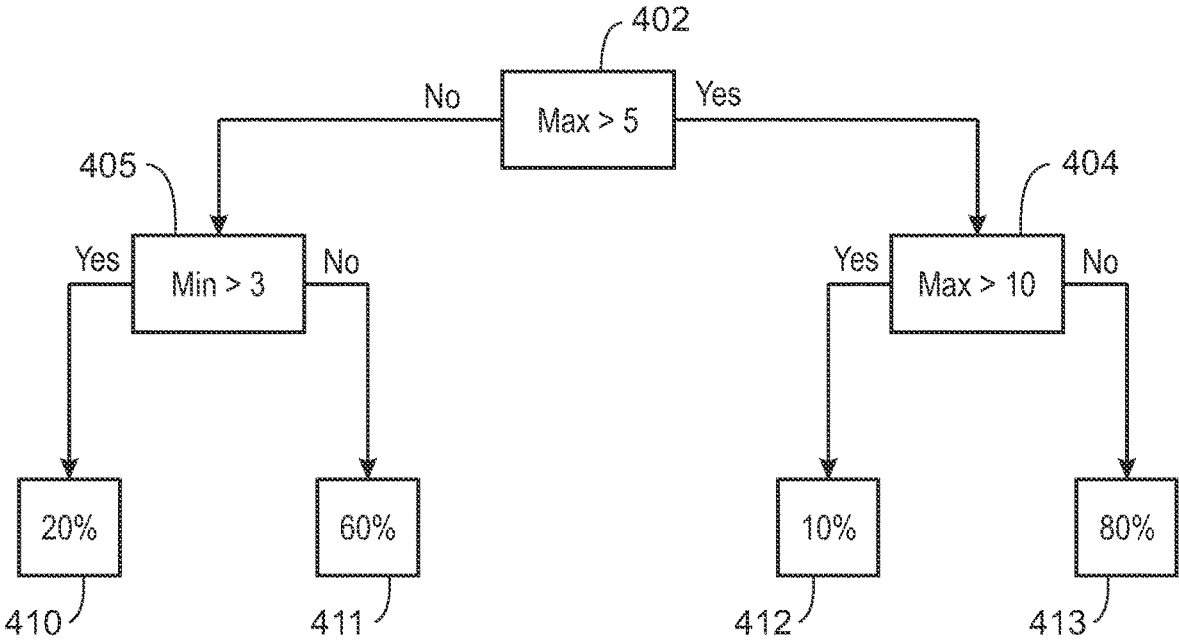 402
No
Yes
Max > 5
405
404
Yes
No
Yes
No
Min > 3
Max > 10
20%
60%
10%
80%
410
411
412
413